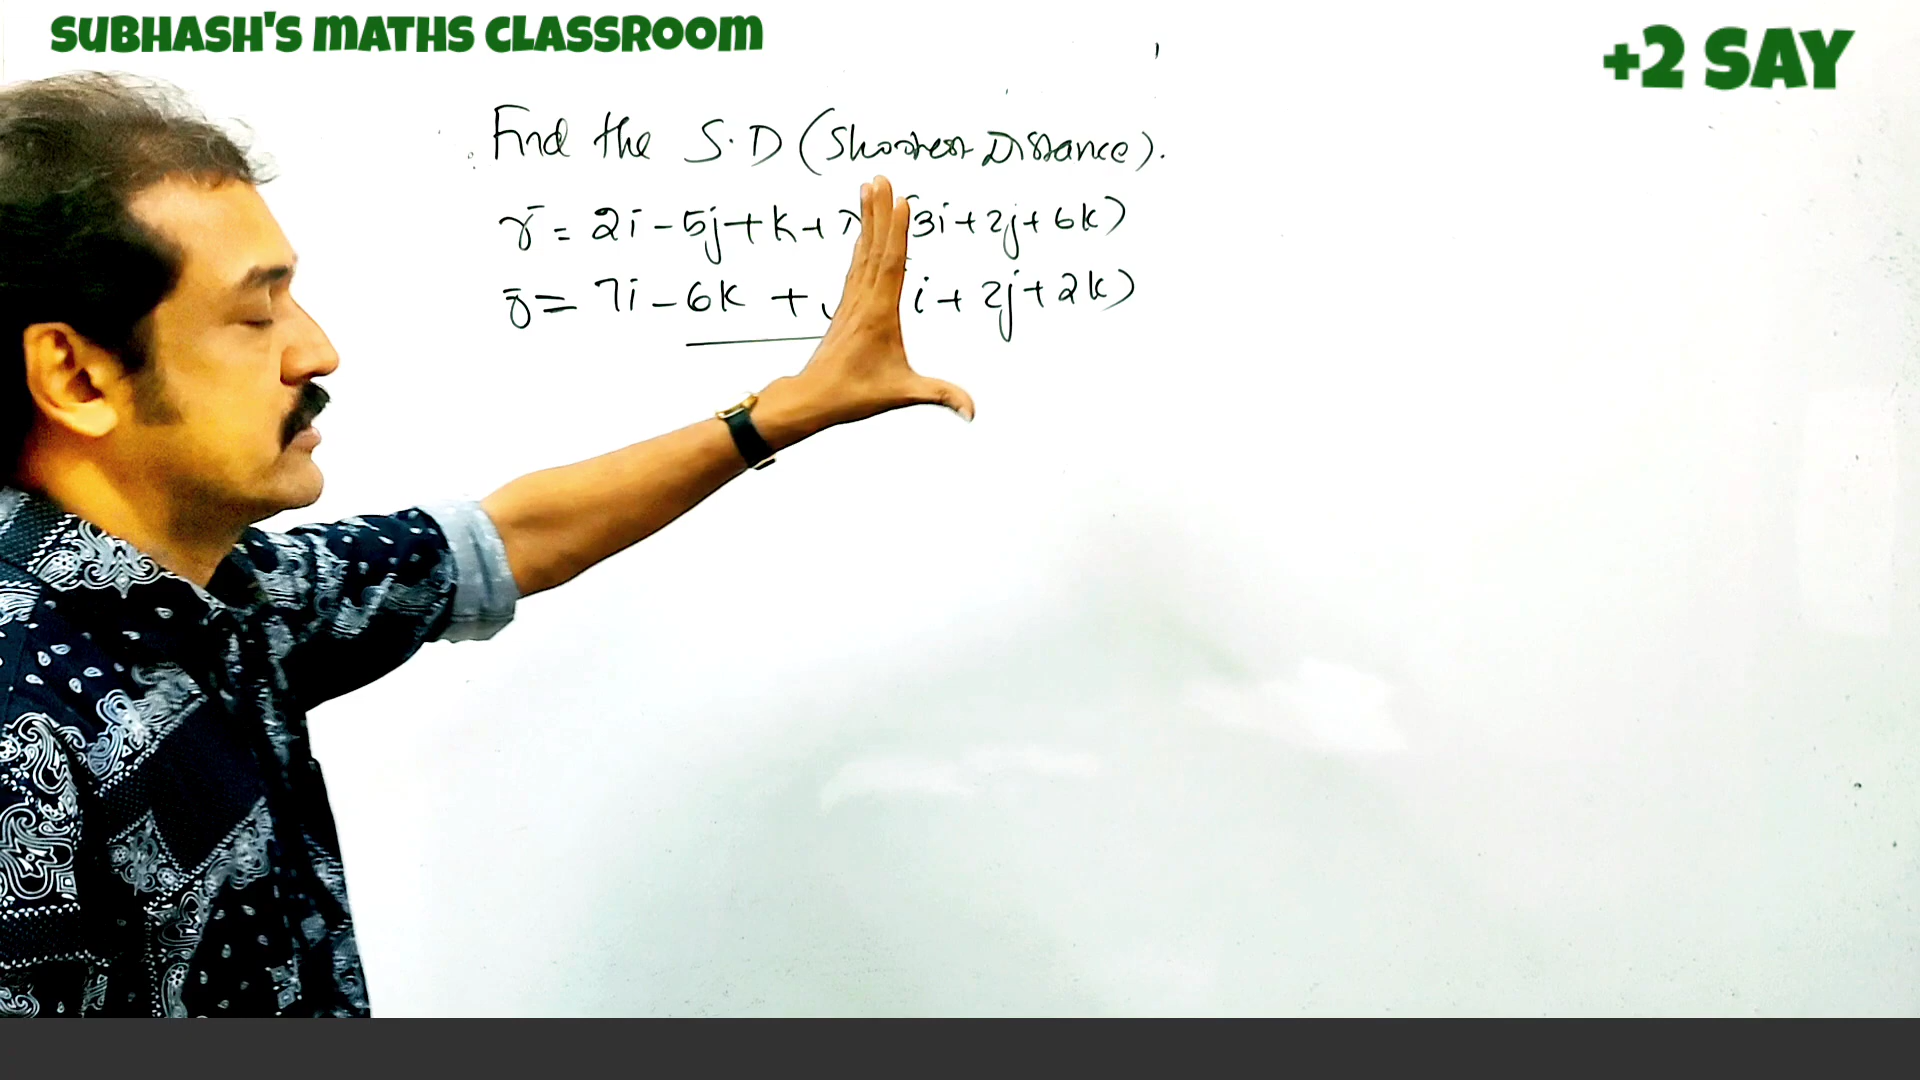 SUBHASH'S MATHS CLASSROOM
+2 SAY
Find the S.D (Shortest Distance).
r̄ = 2i - 5j + k + λ (3i + 2j + 6k)
r̄ = 7i - 6k + i + 2j + 2k)